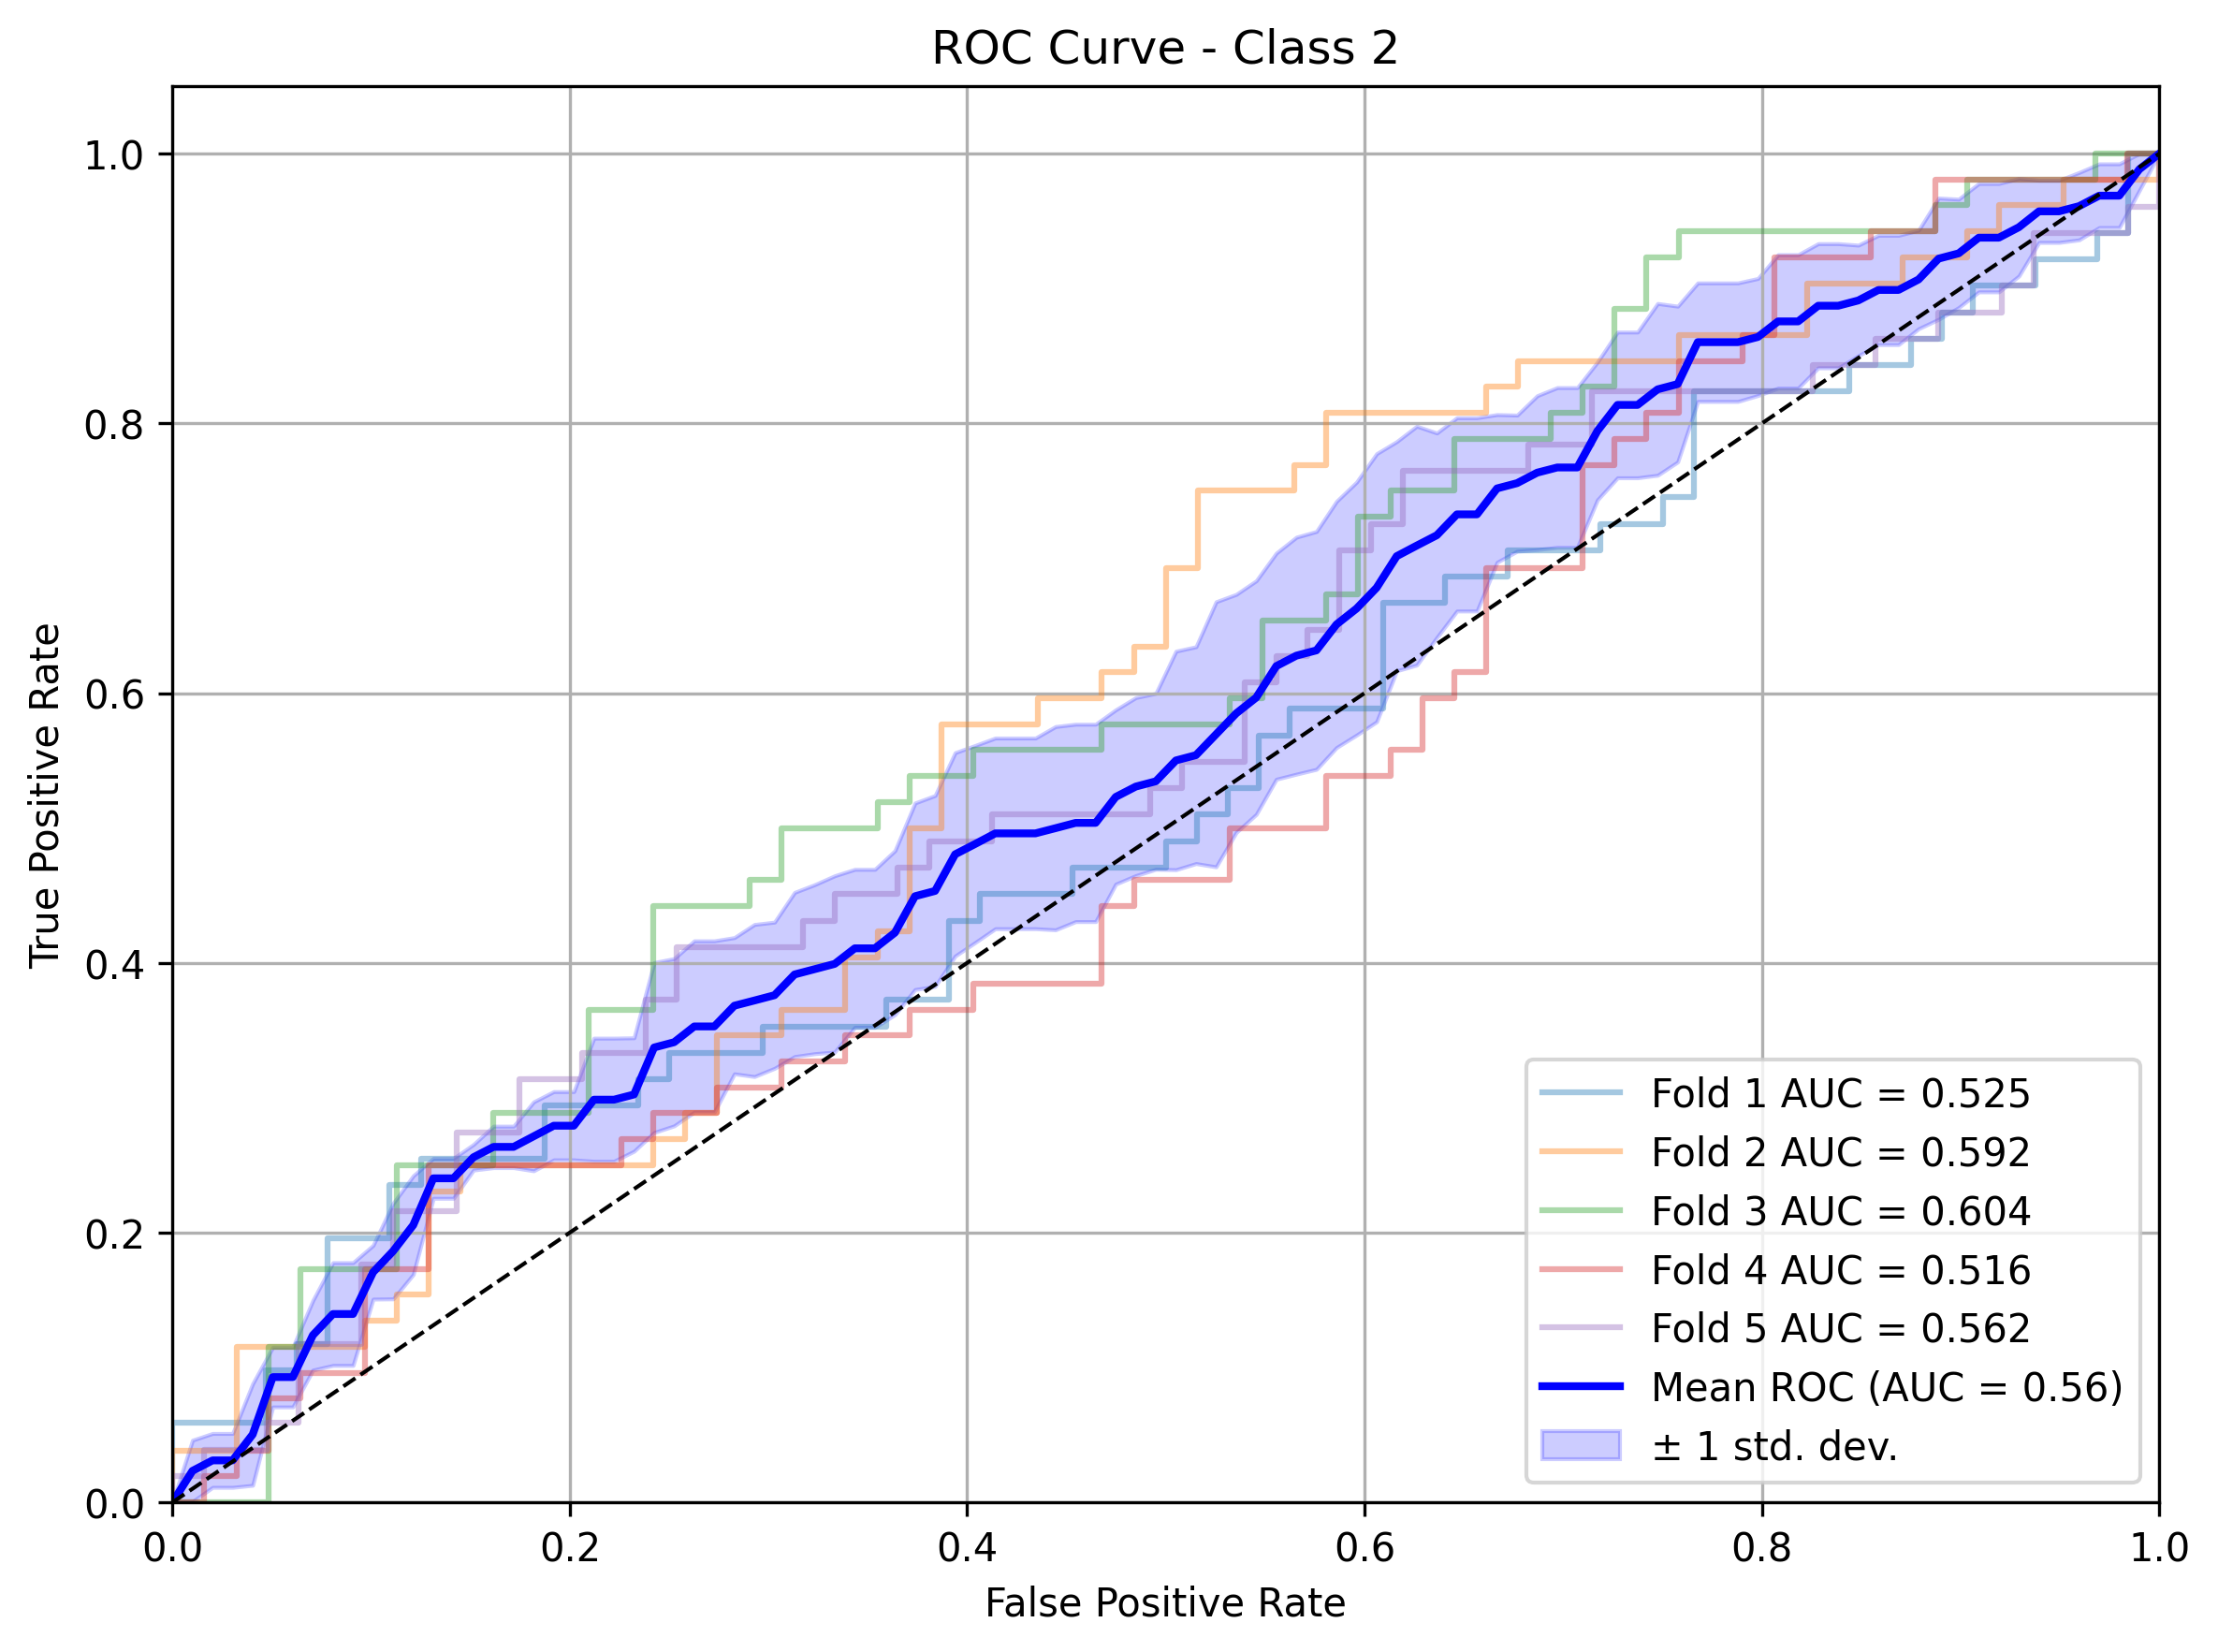 ROC Curve - Class 2
True Positive Rate
1.0
0.8
0.6
0.4
0.2
0.0
0.0 0.2 0.4 0.6 0.8 1.0
False Positive Rate
Fold 1 AUC = 0.525
Fold 2 AUC = 0.592
Fold 3 AUC = 0.604
Fold 4 AUC = 0.516
Fold 5 AUC = 0.562
Mean ROC (AUC = 0.56)
± 1 std. dev.